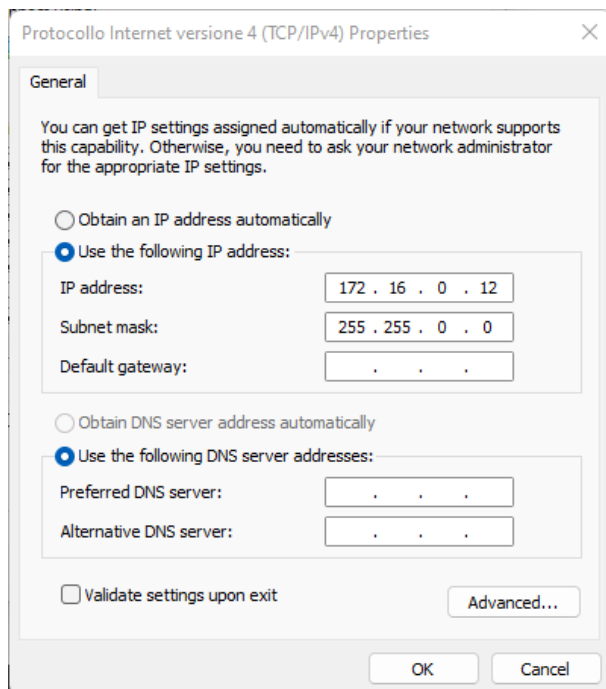 Protocollo Internet versione 4 (TCP/IPv4) Properties
General
You can get IP settings assigned automatically if your network supports
this capability. Otherwise, you need to ask your network administrator
for the appropriate IP settings.
Obtain an IP address automatically
Use the following IP address:
IP address: 172 . 16 . 0 . 12
Subnet mask: 255 . 255 . 0 . 0
Default gateway: . . .
Obtain DNS server address automatically
Use the following DNS server addresses:
Preferred DNS server: . . .
Alternative DNS server: . . .
Validate settings upon exit
Advanced...
OK Cancel